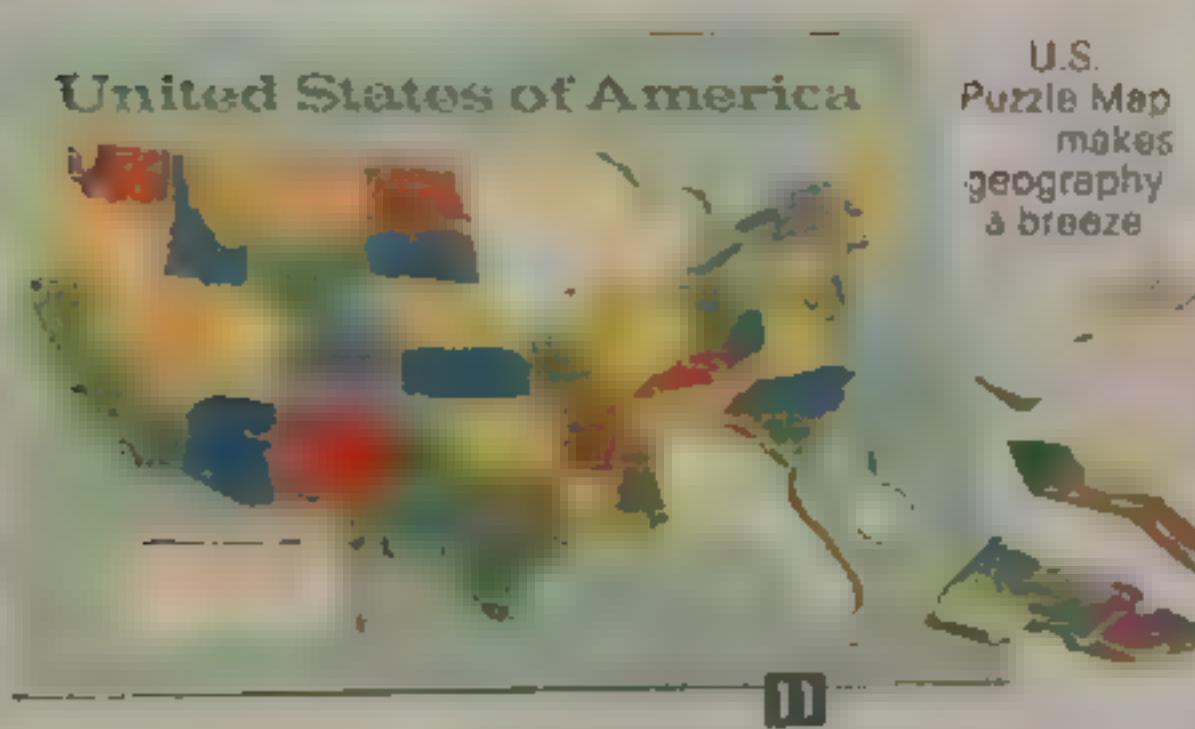 United States of America
U.S.
Puzzle Map
makes
geography
a breeze
11